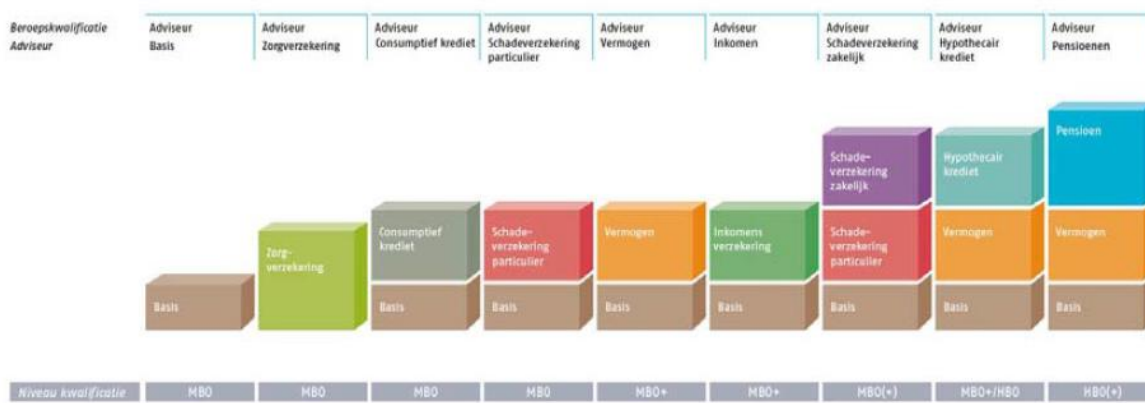 Beroepskwalificatie
Adviseur
Adviseur
Basis
Adviseur
Zorgverzekering
Adviseur
Consumptief krediet
Adviseur
Schadeverzekering
particulier
Adviseur
Vermogen
Adviseur
Inkomen
Adviseur
Schadeverzekering
zakelijk
Adviseur
Hypothecair
krediet
Adviseur
Pensioenen
Basis
Zorg-
verzekering
Consumptief
krediet
Basis
Schade-
verzekering
particulier
Basis
Vermogen
Basis
Inkomens
verzekering
Basis
Schade-
verzekering
zakelijk
Schade-
verzekering
particulier
Basis
Hypothecair
krediet
Vermogen
Basis
Pensioen
Vermogen
Basis
Niveau kwalificatie
MBO
MBO
MBO
MBO
MBO+
MBO+
MBO(+)
MBO+/HBO
HBO(+)